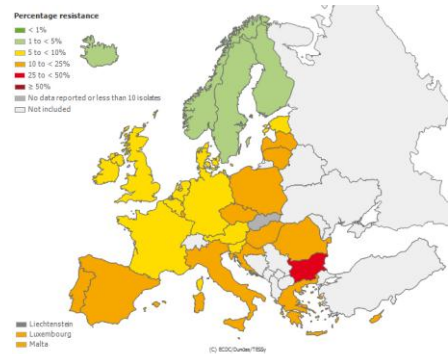 Percentage resistance
< 1%
1 to < 5%
5 to < 10%
10 to < 25%
25 to < 50%
≥ 50%
No data reported or less than 10 isolates
Not included
Liechtenstein
Luxembourg
Malta
(C) ECDC/Dundas/TESSy